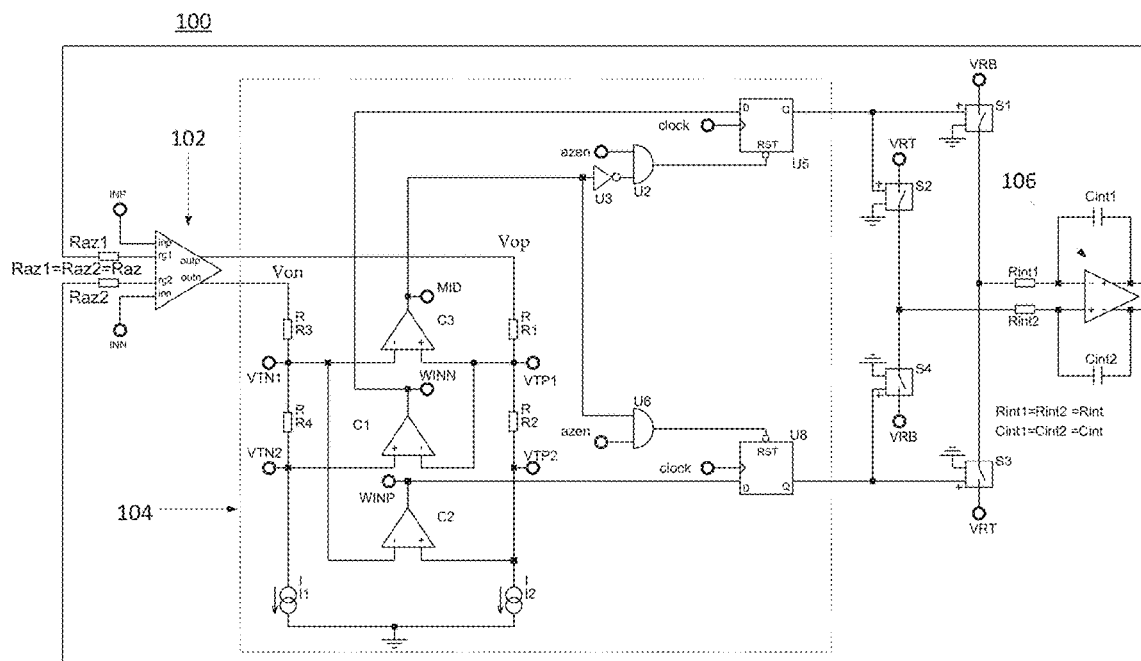 100
VRB
S1
D
Q
clock
RST
U5
azen
U3
U2
VRT
S2
106
Cint1
102
INP
Raz1
Raz1=Raz2=Raz
Raz2
inp
rg1
rg2
inn
outp
outn
INN
Von
Vop
MID
C3
R
R3
R
R1
VTN1
VTP1
WINN
Rint1
Rint2
S4
VRB
Cint2
Rint1=Rint2 =Rint
Cint1=Cint2 =Cint
R
R4
C1
R
R2
U6
azen
VTN2
VTP2
WINP
clock
RST
U8
D
Q
S3
VRT
104
C2
I
I1
I
I2